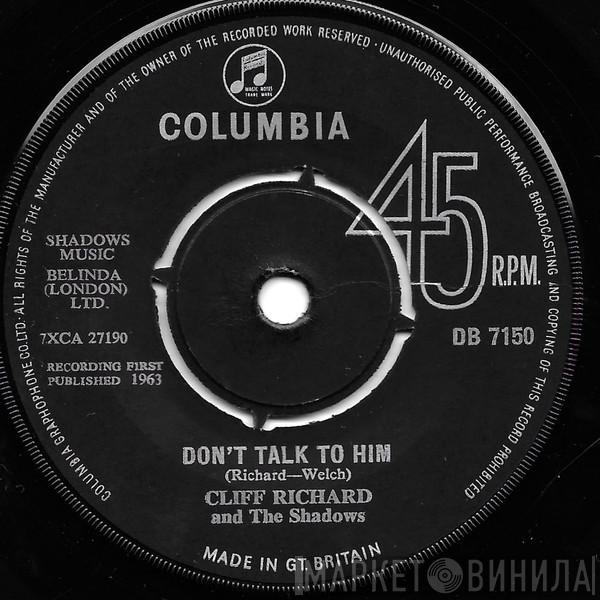 COLUMBIA GRAPHOPHONE CO. LTD. · ALL RIGHTS OF THE MANUFACTURER AND OF THE OWNER OF THE RECORDED WORK RESERVED · UNAUTHORISED PUBLIC PERFORMANCE BROADCASTING AND COPYING OF THIS RECORD PROHIBITED
MAGIC NOTES
TRADE MARK
COLUMBIA
45
R.P.M.
SHADOWS
MUSIC
BELINDA
(LONDON)
LTD.
7XCA 27190
DB 7150
RECORDING FIRST
PUBLISHED 1963
DON'T TALK TO HIM
(Richard—Welch)
CLIFF RICHARD
and The Shadows
MADE IN GT. BRITAIN
МАРКЕТ ВИНИЛА